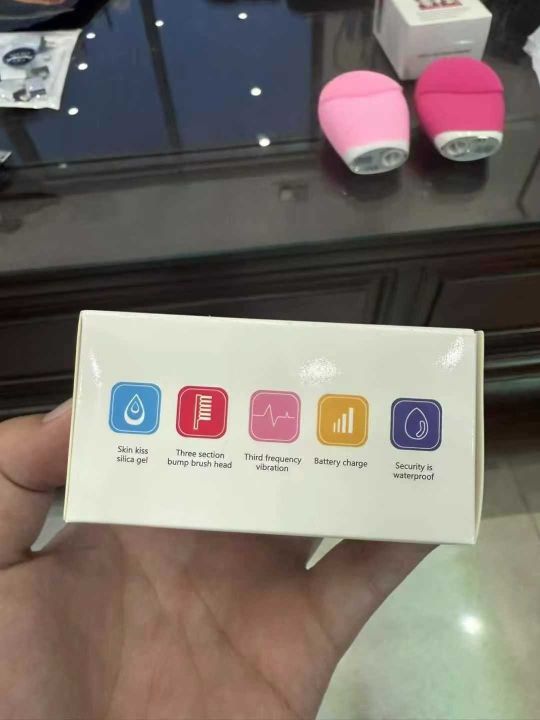 Skin kiss
silica gel
Three section
bump brush head
Third frequency
vibration
Battery charge
Security is
waterproof